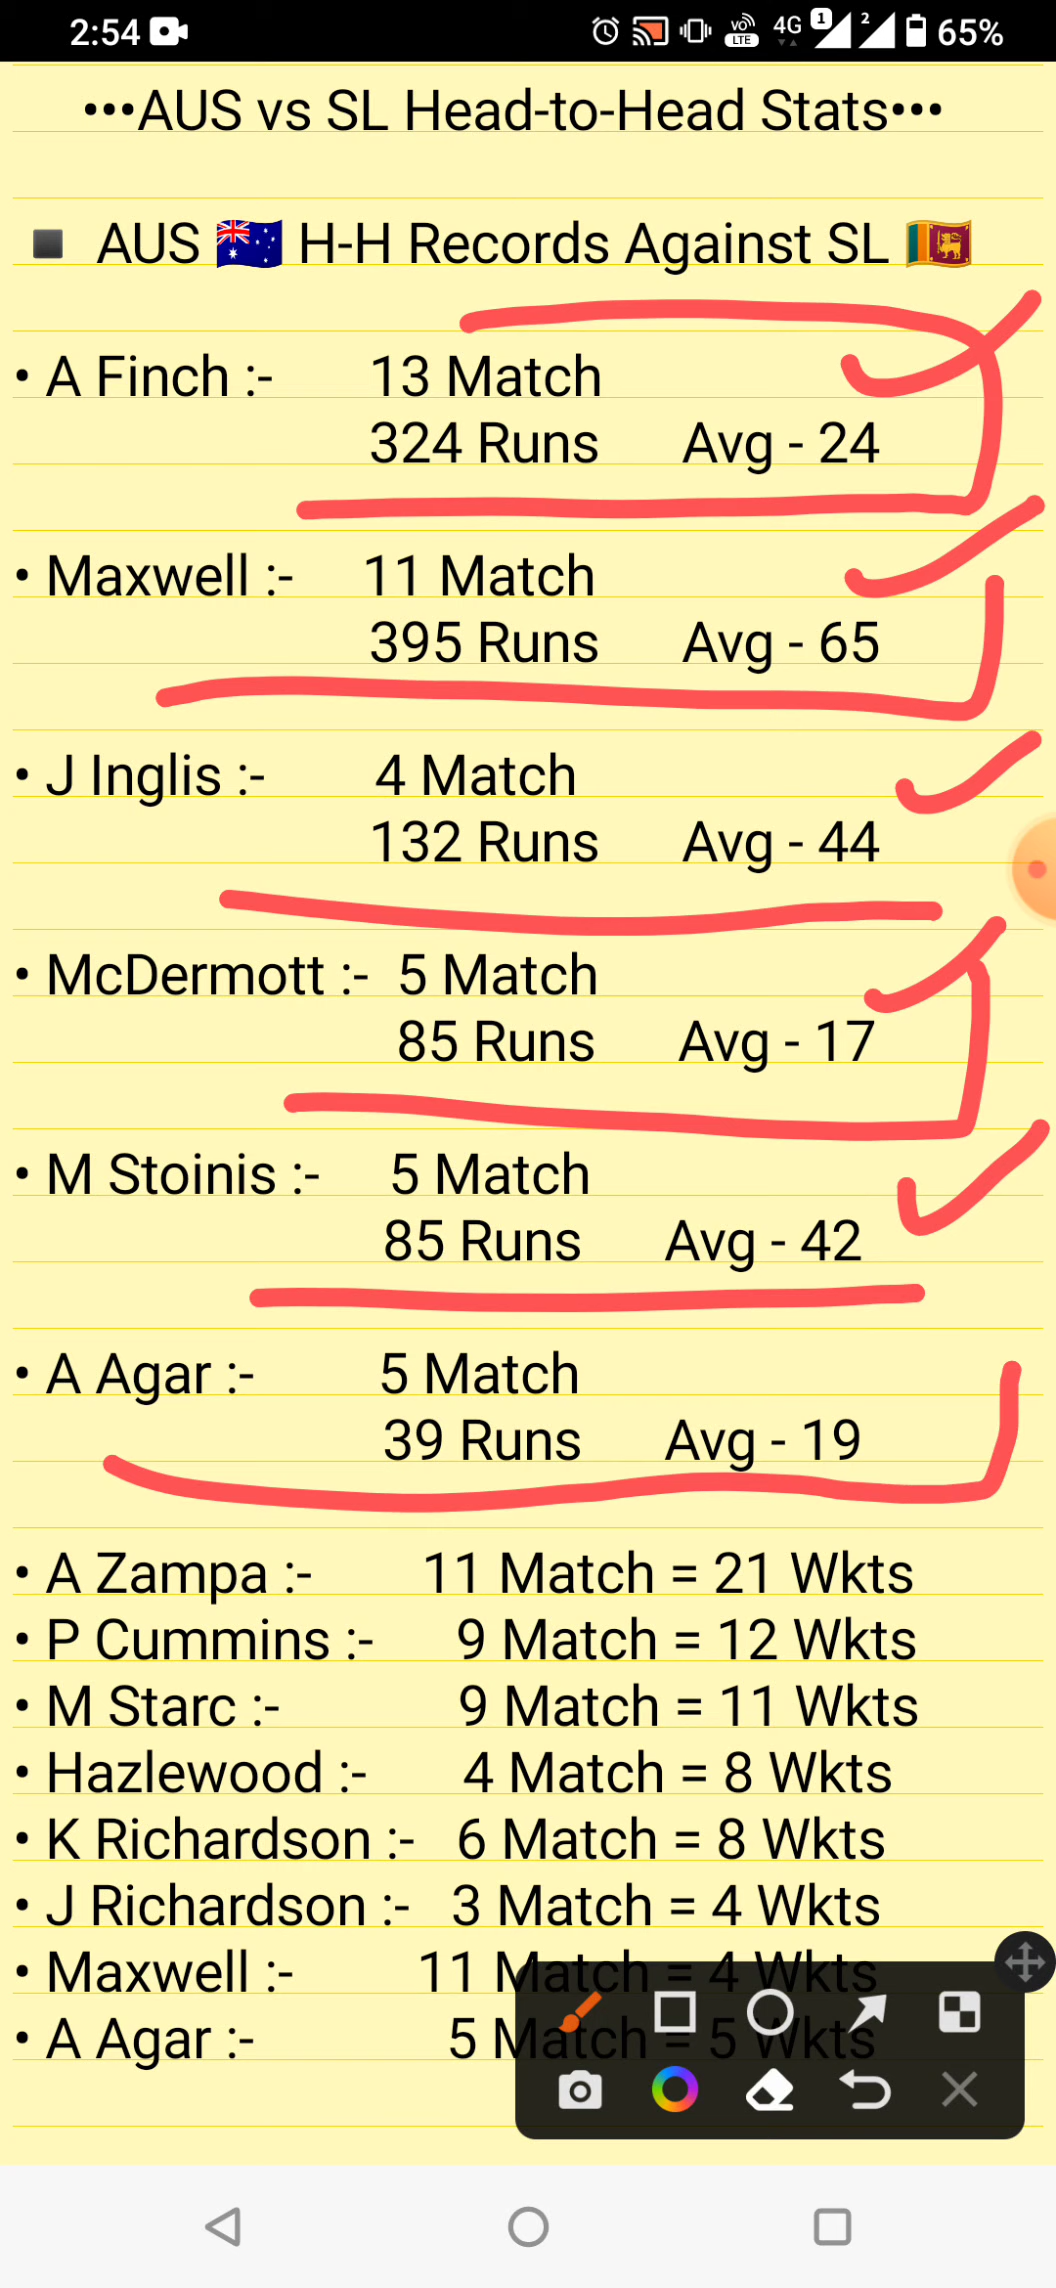 2:54 VO LTE 4G 1 2 65%
•••AUS vs SL Head-to-Head Stats•••
▪️ AUS 🇦🇺 H-H Records Against SL 🇱🇰
• A Finch :- 13 Match
324 Runs Avg - 24
• Maxwell :- 11 Match
395 Runs Avg - 65
• J Inglis :- 4 Match
132 Runs Avg - 44
• McDermott :- 5 Match
85 Runs Avg - 17
• M Stoinis :- 5 Match
85 Runs Avg - 42
• A Agar :- 5 Match
39 Runs Avg - 19
• A Zampa :- 11 Match = 21 Wkts
• P Cummins :- 9 Match = 12 Wkts
• M Starc :- 9 Match = 11 Wkts
• Hazlewood :- 4 Match = 8 Wkts
• K Richardson :- 6 Match = 8 Wkts
• J Richardson :- 3 Match = 4 Wkts
• Maxwell :- 11 Match = 4 Wkts
• A Agar :- 5 Match = 5 Wkts